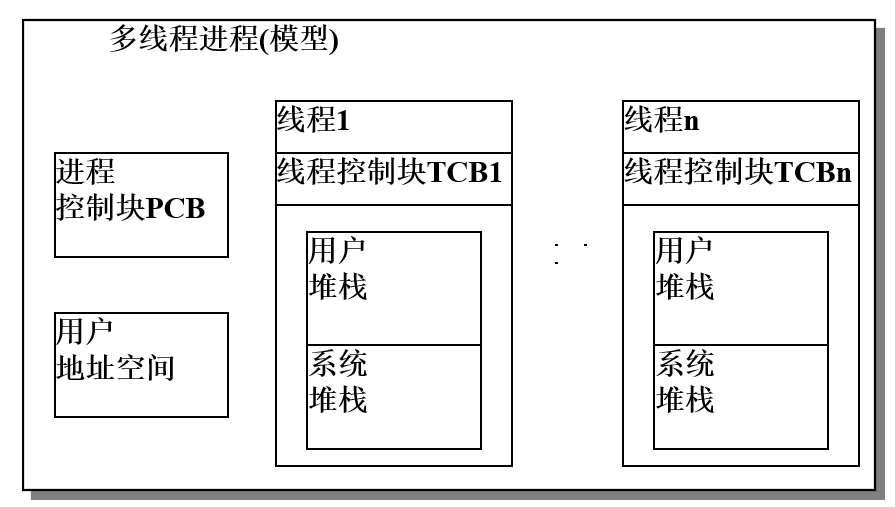 多线程进程(模型)
进程
控制块PCB
用户
地址空间
线程1
线程控制块TCB1
用户
堆栈
系统
堆栈
线程n
线程控制块TCBn
用户
堆栈
系统
堆栈